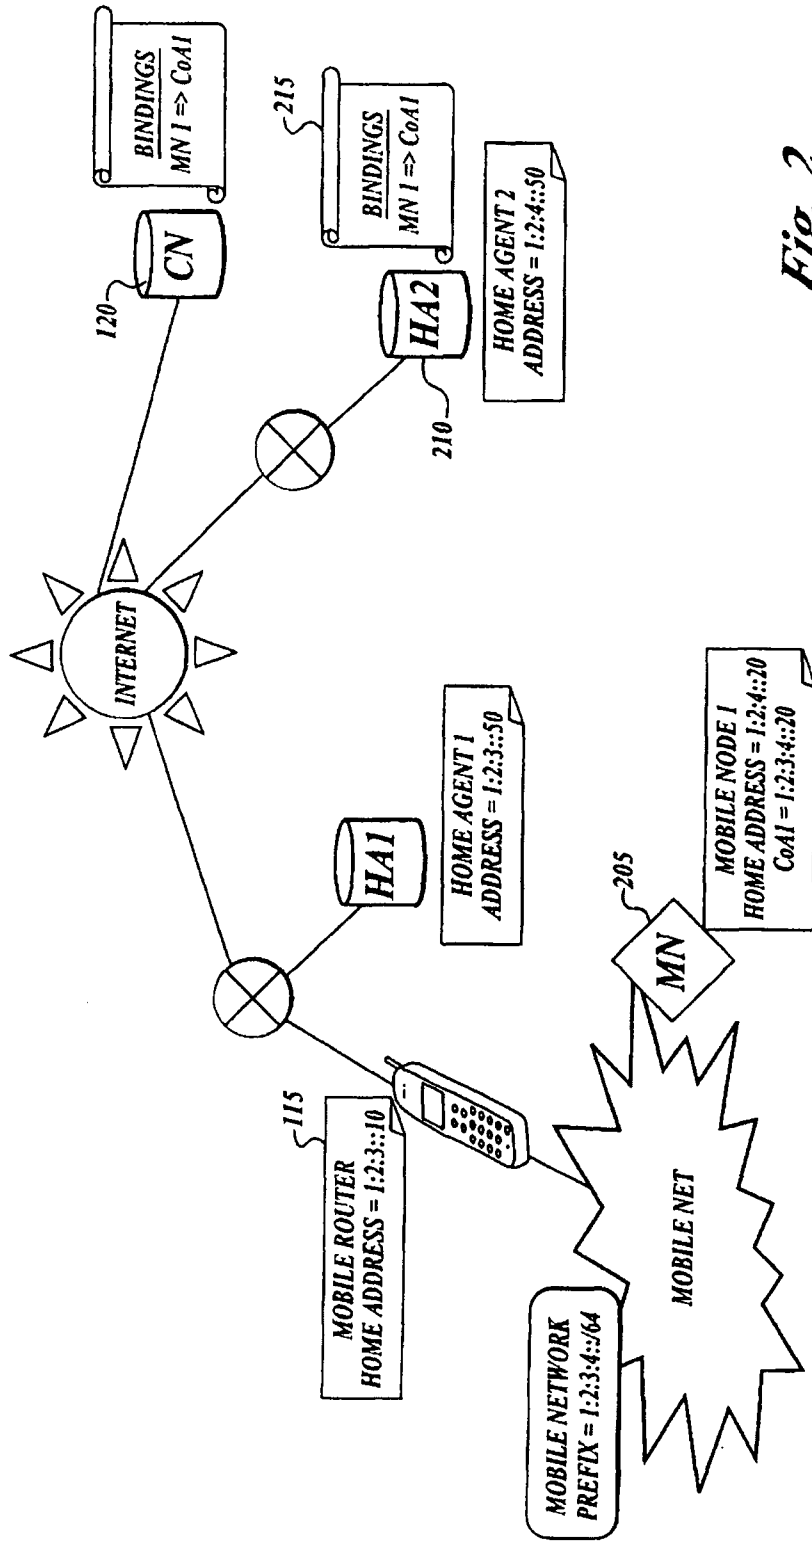 BINDINGS
MN 1 => CoA1
120
CN
215
BINDINGS
MN 1 => CoA1
HA2
210
HOME AGENT 2
ADDRESS = 1:2:4::50
INTERNET
HA1
HOME AGENT 1
ADDRESS = 1:2:3::50
115
MOBILE ROUTER
HOME ADDRESS = 1:2:3::10
i
205
MN
MOBILE NODE 1
HOME ADDRESS = 1:2:4::20
CoA1 = 1:2:3:4::20
MOBILE NET
MOBILE NETWORK
PREFIX = 1:2:3:4::/64
Fig. 2